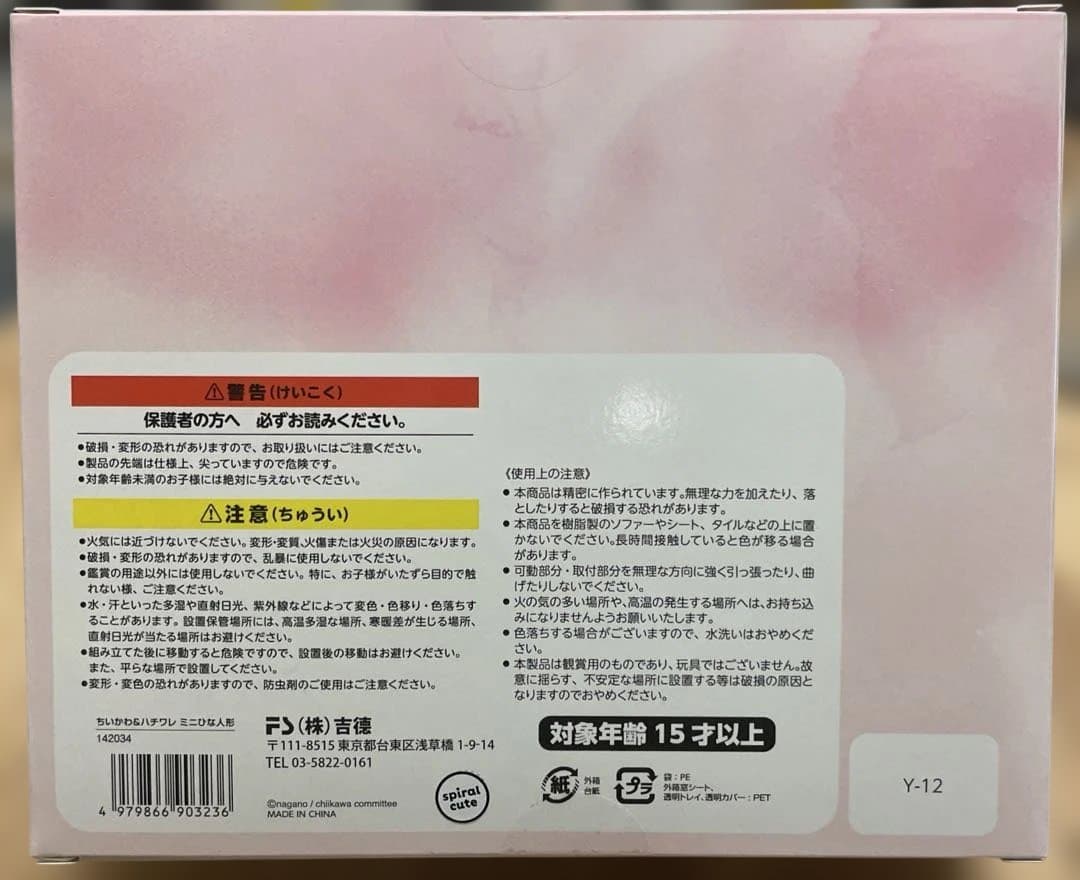 ⚠警告(けいこく)
保護者の方へ 必ずお読みください。
●破損・変形の恐れがありますので、お取り扱いにはご注意ください。
●製品の先端は仕様上、尖っていますので危険です。
●対象年齢未満のお子様には絶対に与えないでください。
⚠注意(ちゅうい)
●火気には近づけないでください。変形・変質、火傷または火災の原因になります。
●破損・変形の恐れがありますので、乱暴に使用しないでください。
●鑑賞の用途以外には使用しないでください。特に、お子様がいたずら目的で触
れない様、ご注意ください。
●水・汗といった多湿や直射日光、紫外線などによって変色・色移り・色落ちす
ることがあります。設置保管場所には、高温多湿な場所、寒暖差が生じる場所、
直射日光が当たる場所はお避けください。
●組み立てた後に移動すると危険ですので、設置後の移動はお避けください。
また、平らな場所で設置してください。
●変形・変色の恐れがありますので、防虫剤のご使用はご注意ください。
《使用上の注意》
● 本商品は精密に作られています。無理な力を加えたり、落
としたりすると破損する恐れがあります。
● 本商品を樹脂製のソファーやシート、タイルなどの上に置
かないでください。長時間接触していると色が移る場合
があります。
● 可動部分・取付部分を無理な方向に強く引っ張ったり、曲
げたりしないでください。
● 火の気の多い場所や、高温の発生する場所へは、お持ち込
みになりませんようお願いいたします。
● 色落ちする場合がございますので、水洗いはおやめくだ
さい。
● 本製品は観賞用のものであり、玩具ではございません。故
意に揺らす、不安定な場所に設置する等は破損の原因と
なりますのでおやめください。
ちいかわ&ハチワレ ミニひな人形
142034
4 979866 903236
FS(株)吉德
〒111-8515 東京都台東区浅草橋 1-9-14
TEL 03-5822-0161
©nagano / chiikawa committee
MADE IN CHINA
spiral
cute
対象年齢 15 才以上
紙
外箱
台紙
プラ
袋:PE
外箱窓シート、
透明トレイ、透明カバー:PET
Y-12